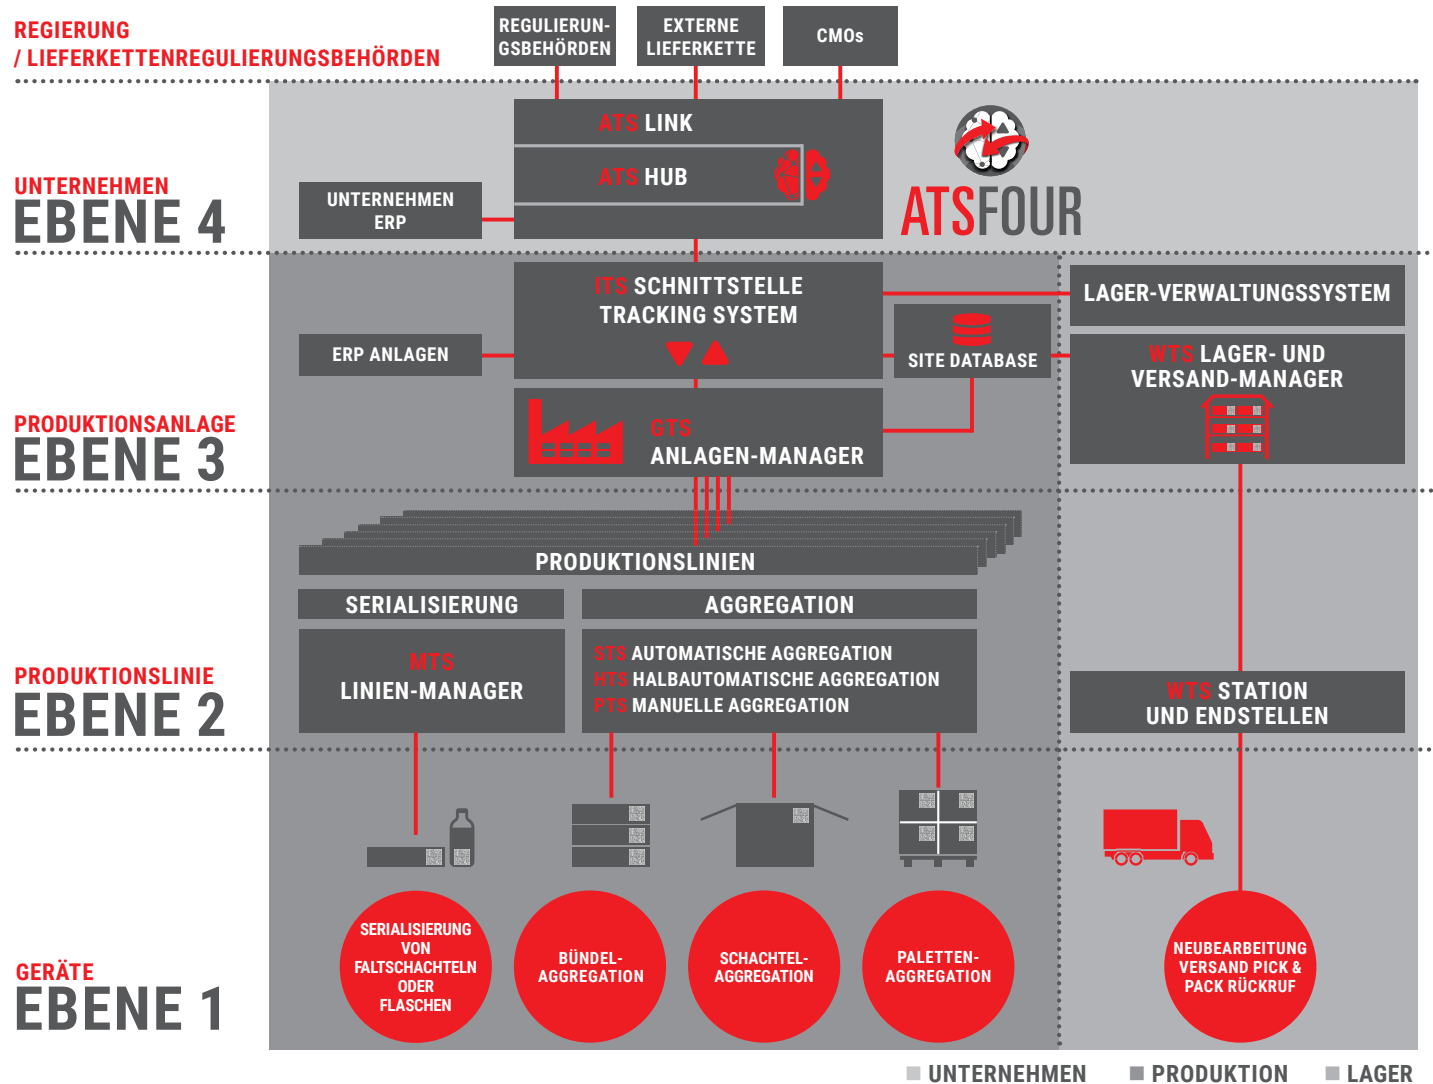 REGIERUNG
/ LIEFERKETTENREGULIERUNGSBEHÖRDEN
REGULIERUN-
GSBEHÖRDEN
EXTERNE
LIEFERKETTE
CMOs
ATS LINK
ATS HUB
ATSFOUR
UNTERNEHMEN
EBENE 4
UNTERNEHMEN
ERP
ITS SCHNITTSTELLE
TRACKING SYSTEM
LAGER-VERWALTUNGSSYSTEM
ERP ANLAGEN
SITE DATABASE
WTS LAGER- UND
VERSAND-MANAGER
PRODUKTIONSANLAGE
EBENE 3
GTS
ANLAGEN-MANAGER
PRODUKTIONSLINIEN
SERIALISIERUNG
AGGREGATION
PRODUKTIONSLINIE
EBENE 2
MTS
LINIEN-MANAGER
STS AUTOMATISCHE AGGREGATION
HTS HALBAUTOMATISCHE AGGREGATION
PTS MANUELLE AGGREGATION
WTS STATION
UND ENDSTELLEN
GERÄTE
EBENE 1
SERIALISIERUNG
VON
FALTSCHACHTELN
ODER
FLASCHEN
BÜNDEL-
AGGREGATION
SCHACHTEL-
AGGREGATION
PALETTEN-
AGGREGATION
NEUBEARBEITUNG
VERSAND PICK &
PACK RÜCKRUF
UNTERNEHMEN
PRODUKTION
LAGER